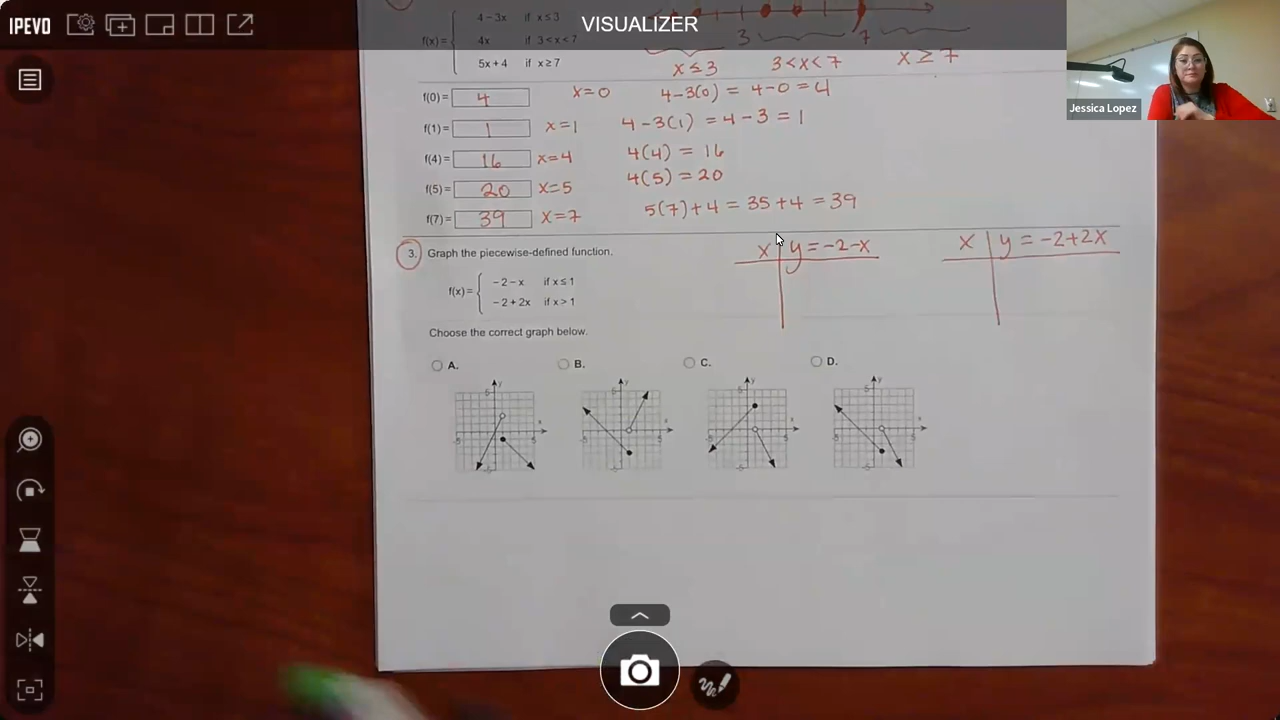 IPEVO
VISUALIZER
Jessica Lopez
f(x) =
4 − 3x if x ≤ 3
4x if 3 < x < 7
5x + 4 if x ≥ 7
3 7
x ≤ 3 3 < x < 7 x ≥ 7
f(0) = 4 x = 0 4 − 3(0) = 4 − 0 = 4
f(1) = 1 x = 1 4 − 3(1) = 4 − 3 = 1
f(4) = 16 x = 4 4(4) = 16
f(5) = 20 x = 5 4(5) = 20
f(7) = 39 x = 7 5(7) + 4 = 35 + 4 = 39
3. Graph the piecewise-defined function.
x y = −2 − x x y = −2 + 2x
f(x) =
−2 − x if x ≤ 1
−2 + 2x if x > 1
Choose the correct graph below.
A. B. C. D.